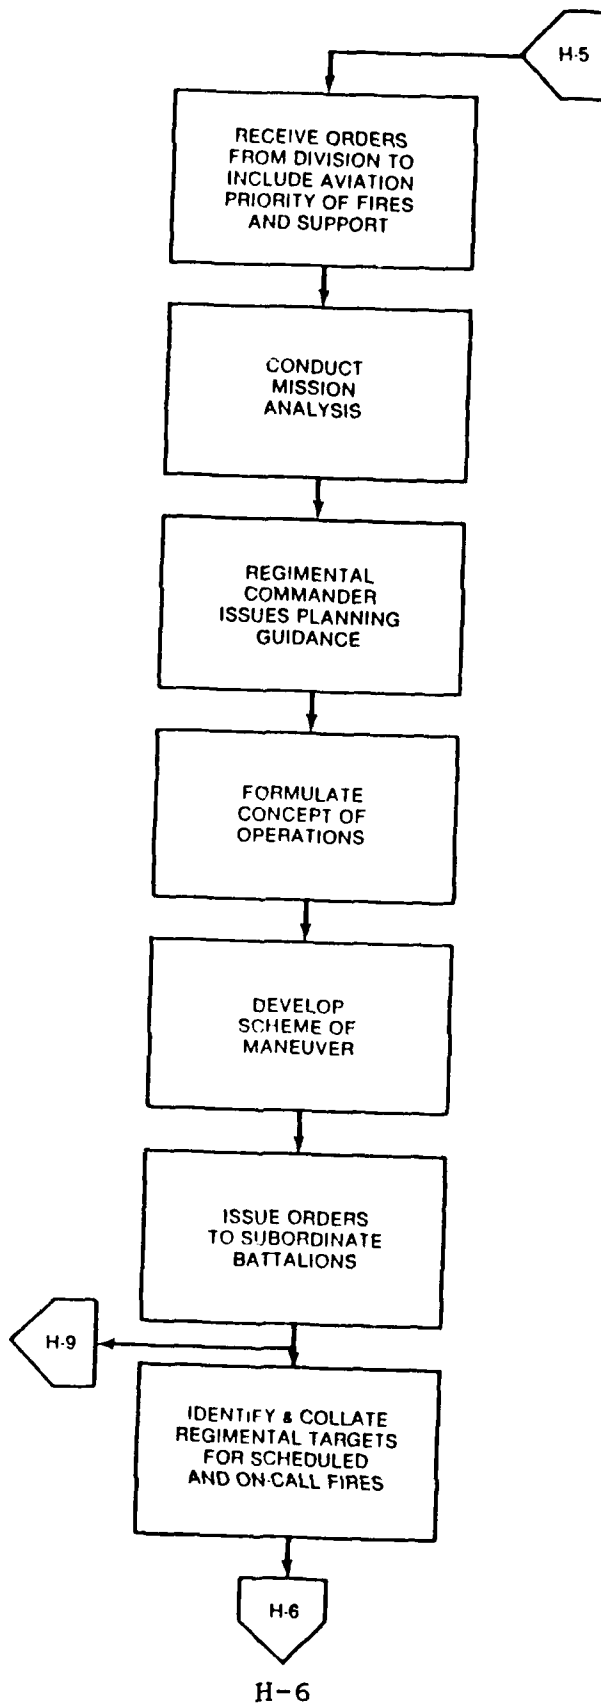 H-5
RECEIVE ORDERS
FROM DIVISION TO
INCLUDE AVIATION
PRIORITY OF FIRES
AND SUPPORT
CONDUCT
MISSION
ANALYSIS
REGIMENTAL
COMMANDER
ISSUES PLANNING
GUIDANCE
FORMULATE
CONCEPT OF
OPERATIONS
DEVELOP
SCHEME OF
MANEUVER
ISSUE ORDERS
TO SUBORDINATE
BATTALIONS
H-9
IDENTIFY & COLLATE
REGIMENTAL TARGETS
FOR SCHEDULED
AND ON-CALL FIRES
H-6
H-6